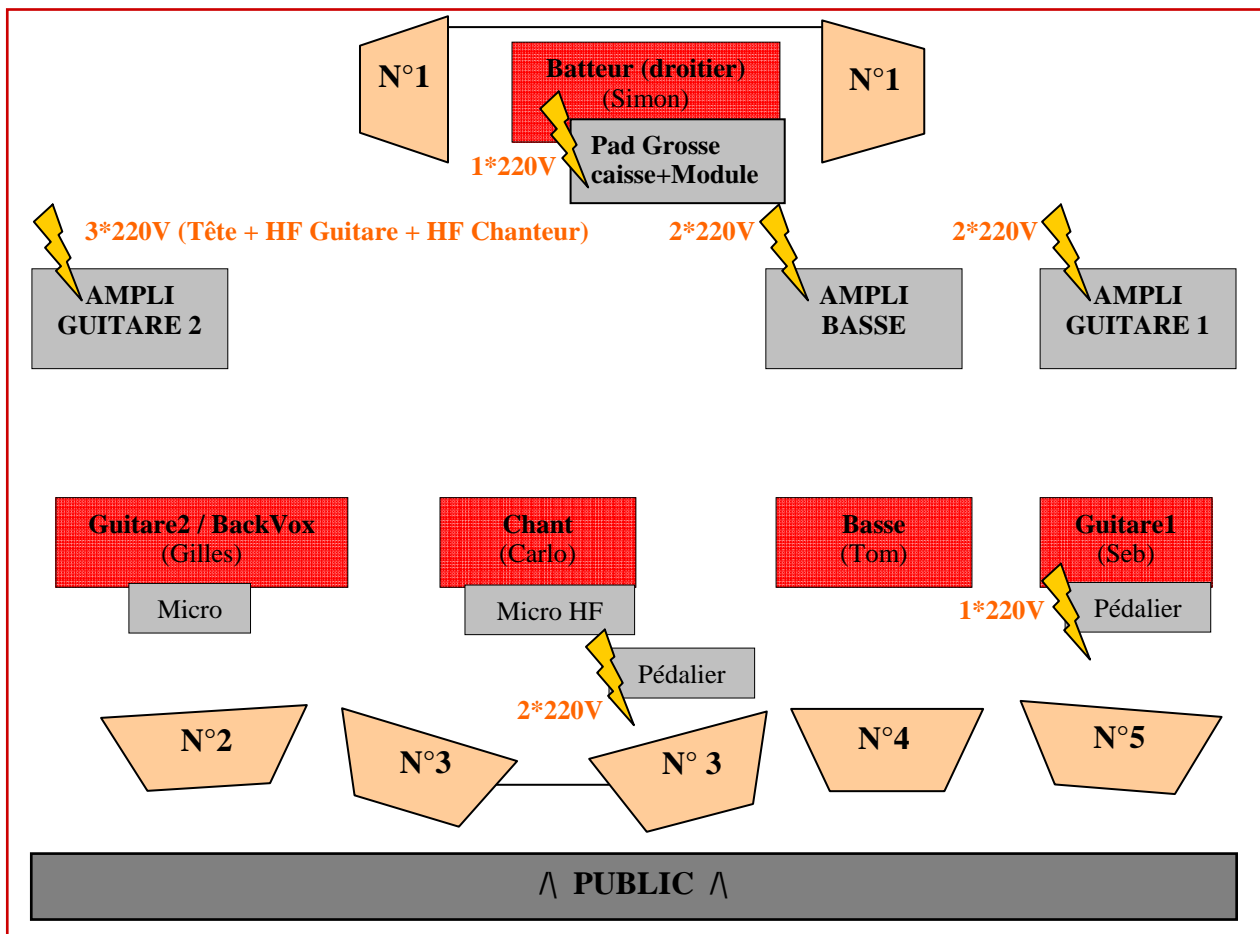 N°1
Batteur (droitier)
(Simon)
N°1
1*220V
Pad Grosse
caisse+Module
3*220V (Tête + HF Guitare + HF Chanteur)
2*220V
2*220V
AMPLI
GUITARE 2
AMPLI
BASSE
AMPLI
GUITARE 1
Guitare2 / BackVox
(Gilles)
Chant
(Carlo)
Basse
(Tom)
Guitare1
(Seb)
Micro
Micro HF
1*220V
Pédalier
Pédalier
2*220V
N°2
N°3
N° 3
N°4
N°5
/\ PUBLIC /\